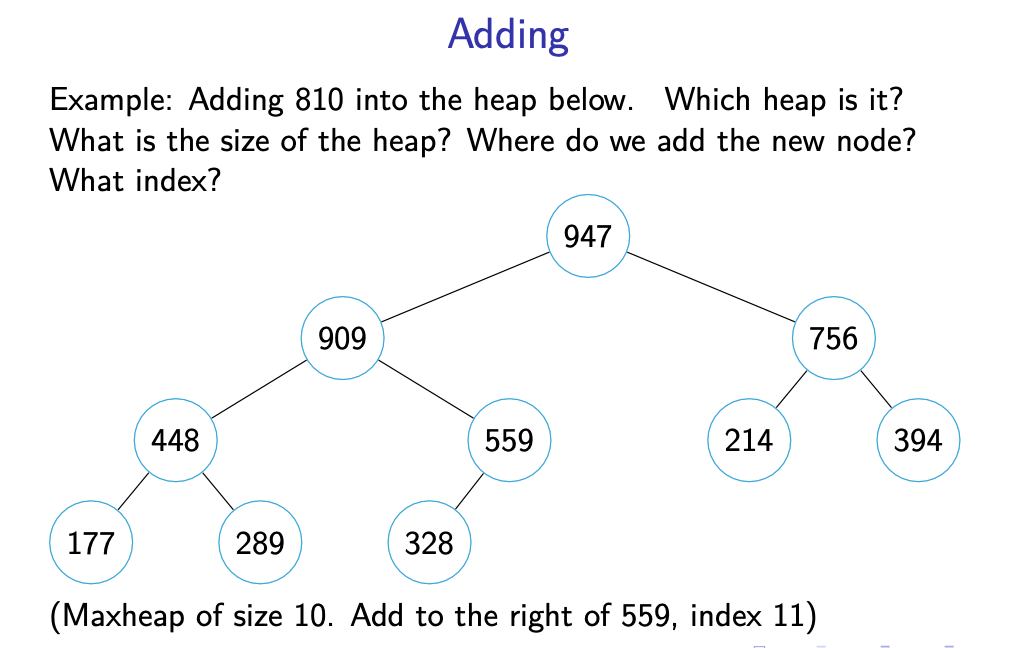 Adding
Example: Adding 810 into the heap below. Which heap is it?
What is the size of the heap? Where do we add the new node?
What index?
947
909
756
448
559
214
394
177
289
328
(Maxheap of size 10. Add to the right of 559, index 11)